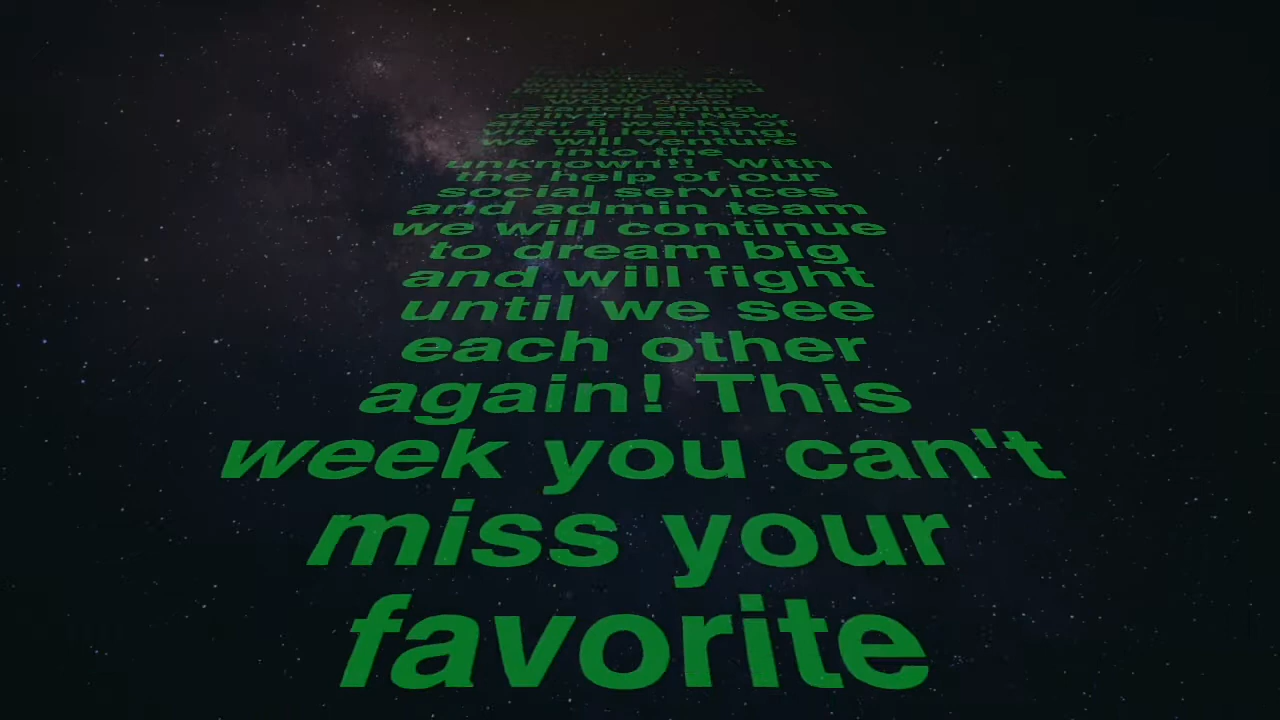 WOW
started doing
deliveries! Now
after 6 weeks of
virtual learning,
we will venture
into the
unknown!! With
the help of our
social services
and admin team
we will continue
to dream big
and will fight
until we see
each other
again! This
week you can't
miss your
favorite